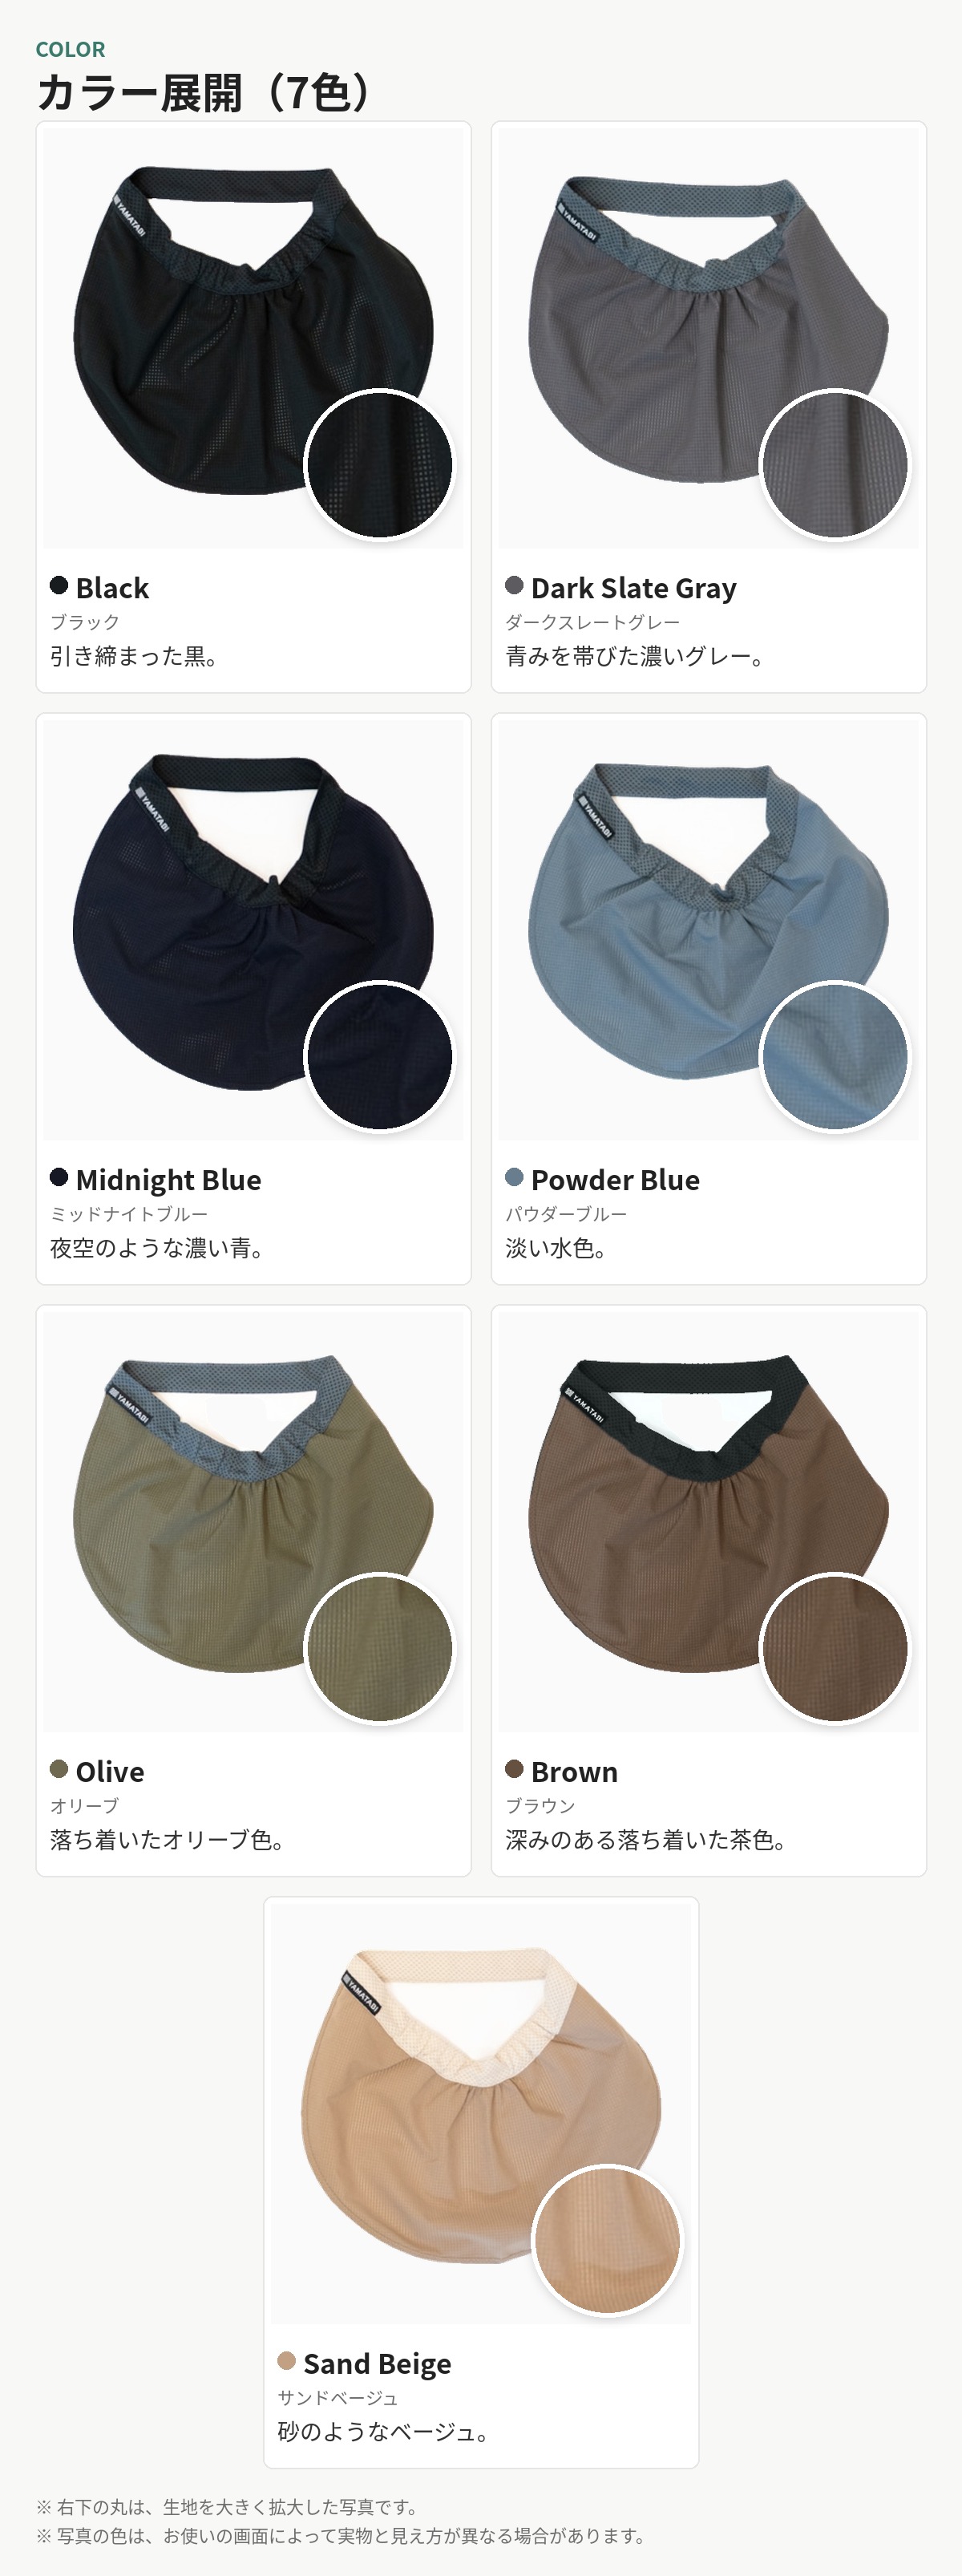 COLOR
カラー展開（7色）
YAMATABI
Black
ブラック
引き締まった黒。
YAMATABI
Dark Slate Gray
ダークスレートグレー
青みを帯びた濃いグレー。
YAMATABI
Midnight Blue
ミッドナイトブルー
夜空のような濃い青。
YAMATABI
Powder Blue
パウダーブルー
淡い水色。
YAMATABI
Olive
オリーブ
落ち着いたオリーブ色。
YAMATABI
Brown
ブラウン
深みのある落ち着いた茶色。
YAMATABI
Sand Beige
サンドベージュ
砂のようなベージュ。
※ 右下の丸は、生地を大きく拡大した写真です。
※ 写真の色は、お使いの画面によって実物と見え方が異なる場合があります。